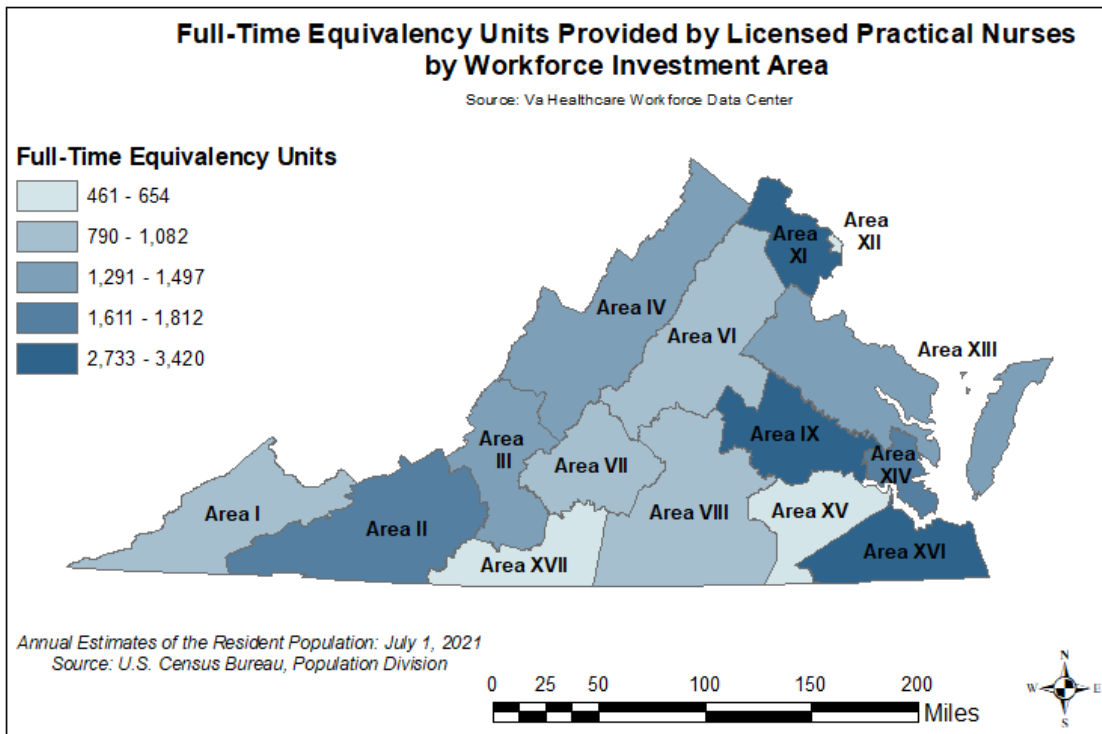 Full-Time Equivalency Units Provided by Licensed Practical Nurses
by Workforce Investment Area
Source: Va Healthcare Workforce Data Center
Full-Time Equivalency Units
461 - 654
790 - 1,082
1,291 - 1,497
1,611 - 1,812
2,733 - 3,420
Area
XII
Area
XI
Area IV
Area VI
Area XIII
Area
III
Area IX
Area VII
Area
XIV
Area I
Area II
Area VIII
Area XV
Area XVII
Area XVI
Annual Estimates of the Resident Population: July 1, 2021
Source: U.S. Census Bureau, Population Division
N
W E
S
0 25 50 100 150 200
Miles